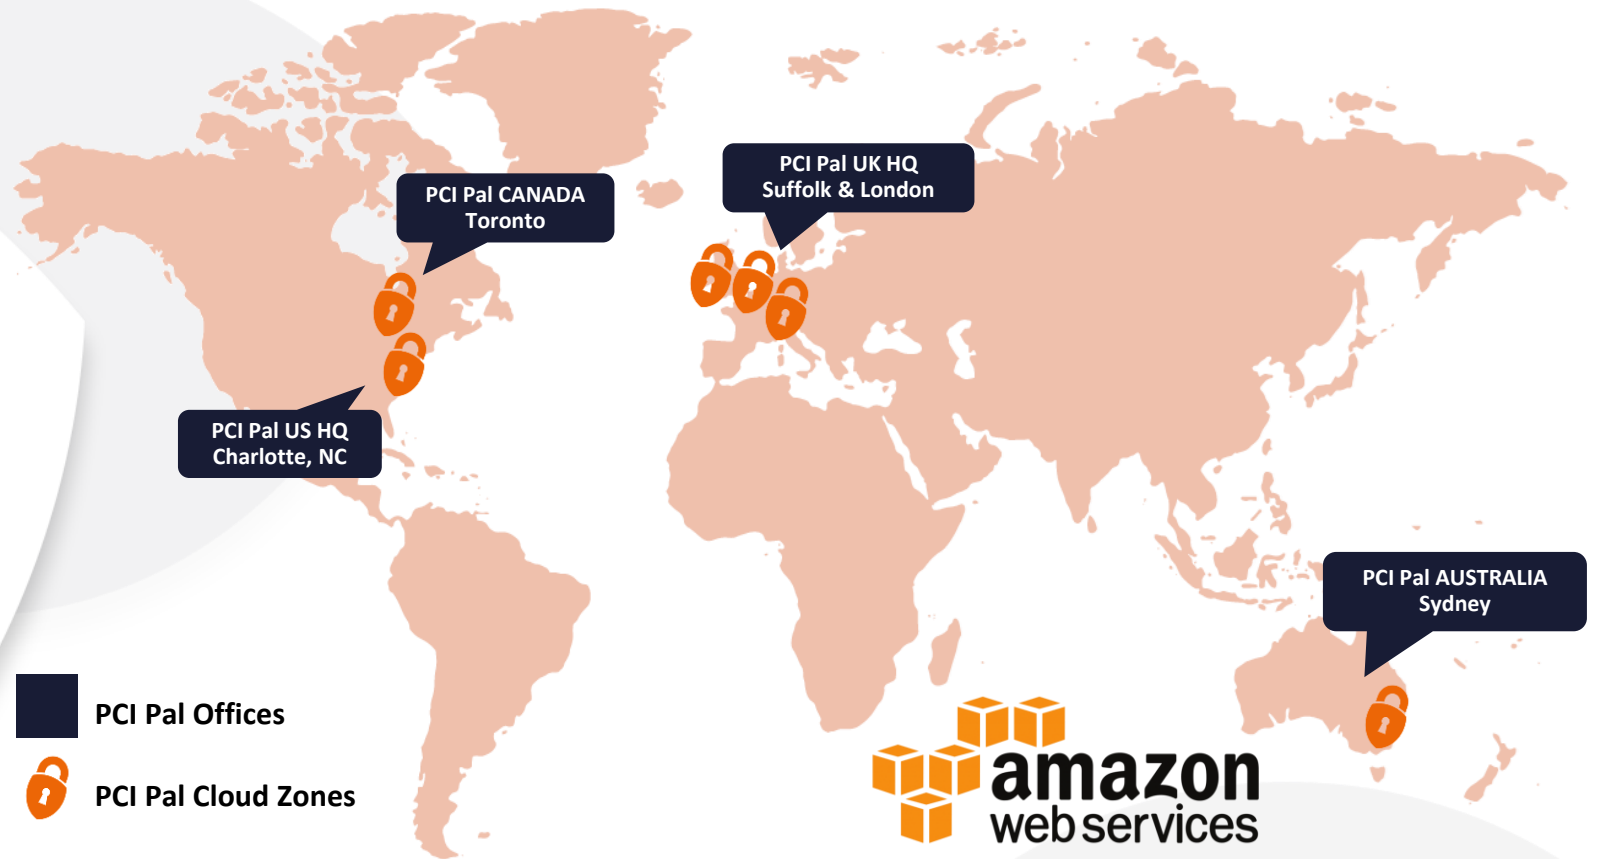 PCI Pal UK HQ
Suffolk & London
PCI Pal CANADA
Toronto
PCI Pal US HQ
Charlotte, NC
PCI Pal AUSTRALIA
Sydney
PCI Pal Offices
PCI Pal Cloud Zones
amazon
web services